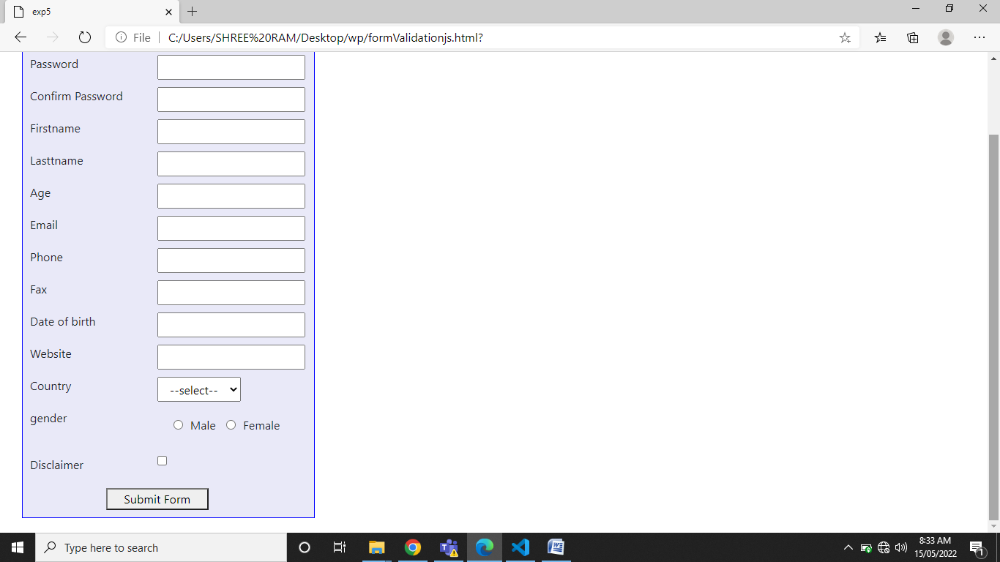 exp5
File C:/Users/SHREE%20RAM/Desktop/wp/formValidationjs.html?
Password
Confirm Password
Firstname
Lasttname
Age
Email
Phone
Fax
Date of birth
Website
Country --select--
gender Male Female
Disclaimer
Submit Form
Type here to search
8:33 AM
15/05/2022
1